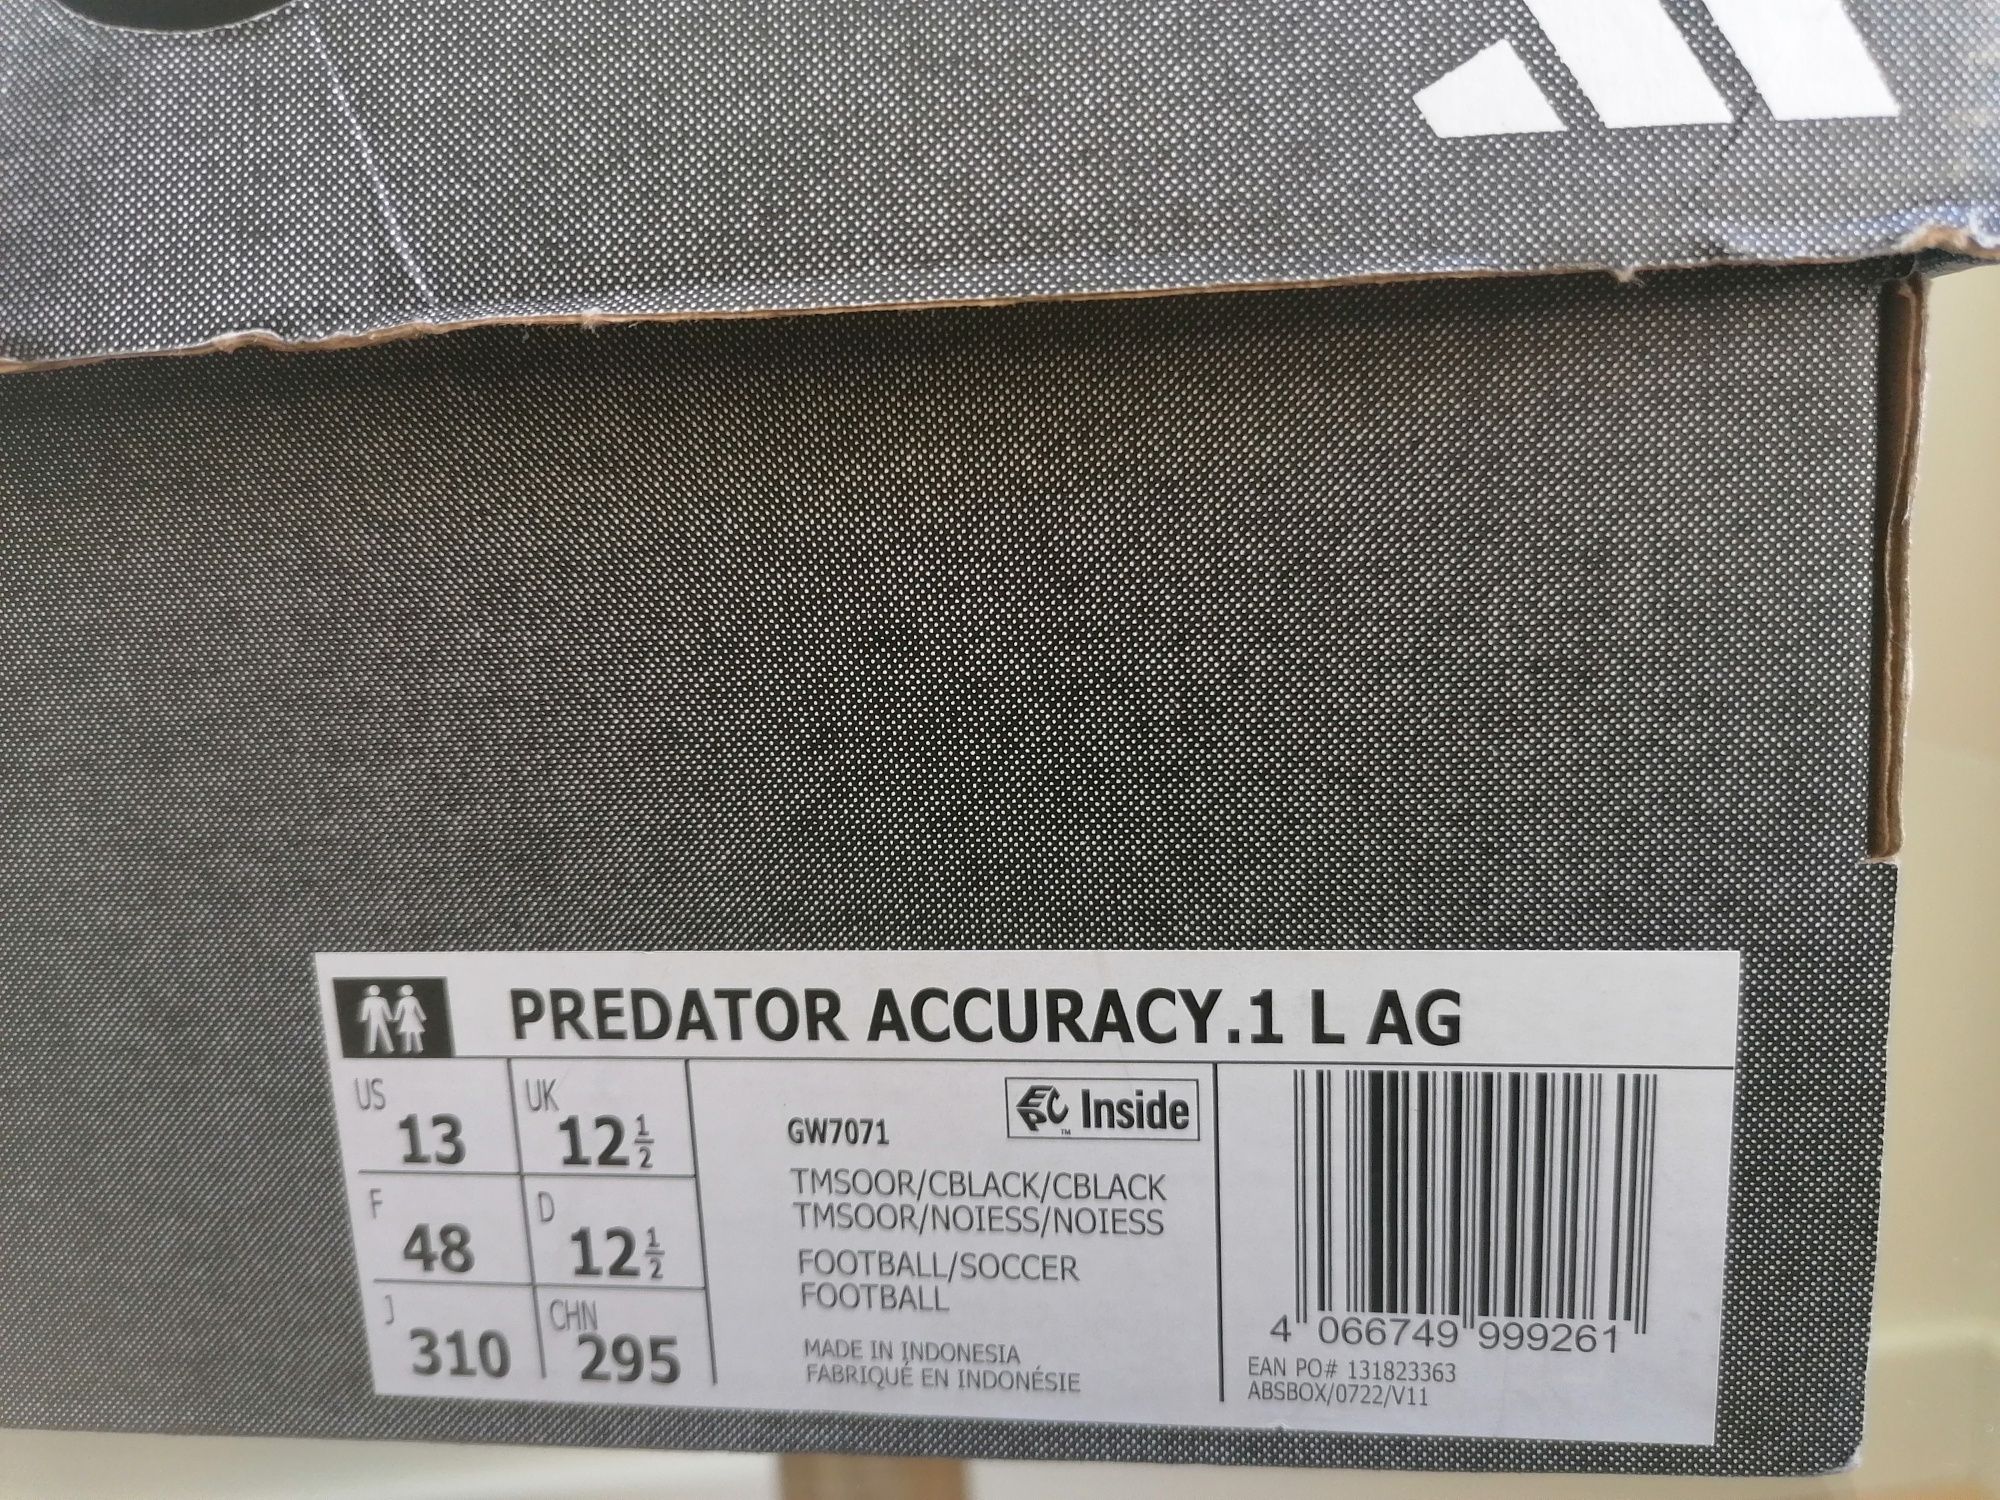 PREDATOR ACCURACY.1 L AG
US 13
UK 12 1/2
F 48
D 12 1/2
J 310
CHN 295
GW7071
EPC Inside
™
TMSOOR/CBLACK/CBLACK
TMSOOR/NOIESS/NOIESS
FOOTBALL/SOCCER
FOOTBALL
MADE IN INDONESIA
FABRIQUÉ EN INDONÉSIE
4 066749 999261
EAN PO# 131823363
ABSBOX/0722/V11